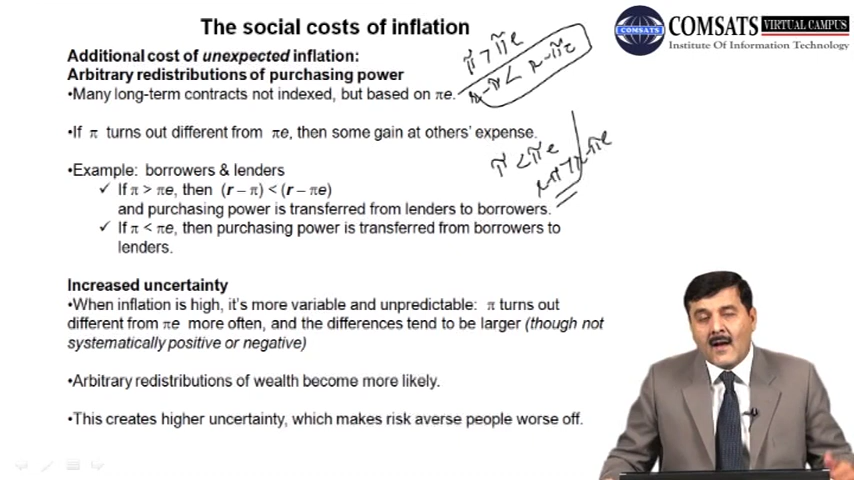 The social costs of inflation
COMSATS VIRTUAL CAMPUS
COMSATS
Institute Of Information Technology
Additional cost of unexpected inflation:
Arbitrary redistributions of purchasing power
•Many long-term contracts not indexed, but based on πe.
π > πe
r-π < r-πe
•If π turns out different from πe, then some gain at others' expense.
π < πe
r-π > r-πe
•Example: borrowers & lenders
✓ If π > πe, then (r – π) < (r – πe)
and purchasing power is transferred from lenders to borrowers.
✓ If π < πe, then purchasing power is transferred from borrowers to
lenders.
Increased uncertainty
•When inflation is high, it's more variable and unpredictable: π turns out
different from πe more often, and the differences tend to be larger (though not
systematically positive or negative)
•Arbitrary redistributions of wealth become more likely.
•This creates higher uncertainty, which makes risk averse people worse off.